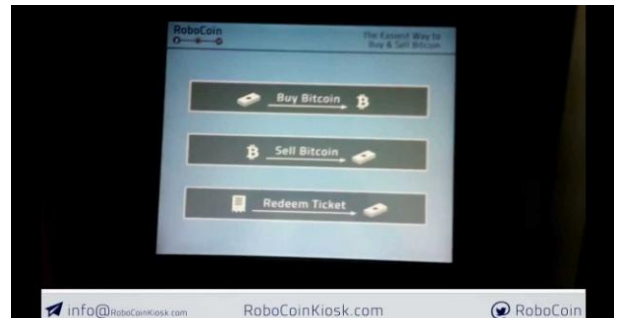 RoboCoin
The Easiest Way to
Buy & Sell Bitcoin
Buy Bitcoin
Sell Bitcoin
Redeem Ticket
info@RoboCoinKiosk.com
RoboCoinKiosk.com
RoboCoin